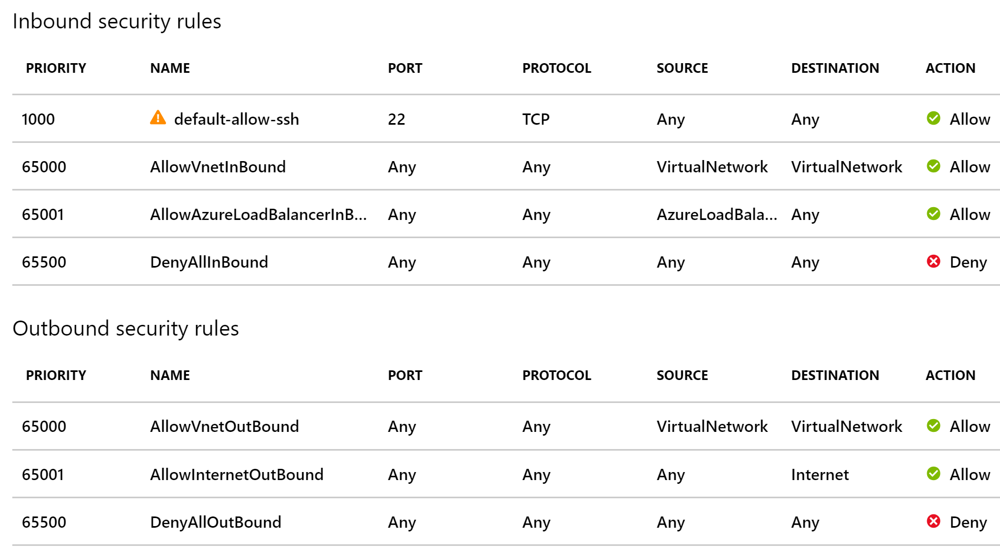 Inbound security rules
PRIORITY NAME PORT PROTOCOL SOURCE DESTINATION ACTION
1000 default-allow-ssh 22 TCP Any Any Allow
65000 AllowVnetInBound Any Any VirtualNetwork VirtualNetwork Allow
65001 AllowAzureLoadBalancerInB... Any Any AzureLoadBala... Any Allow
65500 DenyAllInBound Any Any Any Any Deny
Outbound security rules
PRIORITY NAME PORT PROTOCOL SOURCE DESTINATION ACTION
65000 AllowVnetOutBound Any Any VirtualNetwork VirtualNetwork Allow
65001 AllowInternetOutBound Any Any Any Internet Allow
65500 DenyAllOutBound Any Any Any Any Deny